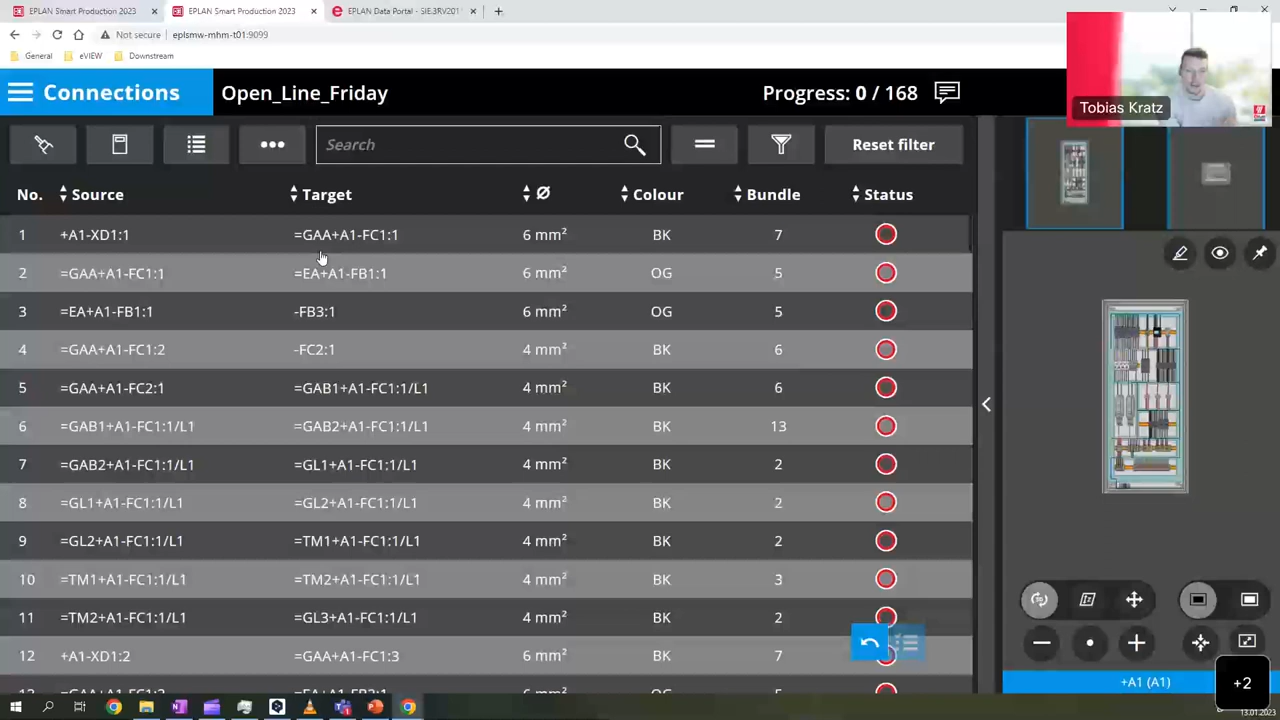 EPLAN Smart Production 2023
EPLAN Smart Production 2023
EPLAN Data Portal - SIE.3RV201
Not secure | eplsmw-mhm-t01:9099
General
eVIEW
Downstream
Connections
Open_Line_Friday
Progress: 0 / 168
Tobias Kratz
Search
Reset filter
No. Source Target Ø Colour Bundle Status
1 +A1-XD1:1 =GAA+A1-FC1:1 6 mm² BK 7
2 =GAA+A1-FC1:1 =EA+A1-FB1:1 6 mm² OG 5
3 =EA+A1-FB1:1 -FB3:1 6 mm² OG 5
4 =GAA+A1-FC1:2 -FC2:1 4 mm² BK 6
5 =GAA+A1-FC2:1 =GAB1+A1-FC1:1/L1 4 mm² BK 6
6 =GAB1+A1-FC1:1/L1 =GAB2+A1-FC1:1/L1 4 mm² BK 13
7 =GAB2+A1-FC1:1/L1 =GL1+A1-FC1:1/L1 4 mm² BK 2
8 =GL1+A1-FC1:1/L1 =GL2+A1-FC1:1/L1 4 mm² BK 2
9 =GL2+A1-FC1:1/L1 =TM1+A1-FC1:1/L1 4 mm² BK 2
10 =TM1+A1-FC1:1/L1 =TM2+A1-FC1:1/L1 4 mm² BK 3
11 =TM2+A1-FC1:1/L1 =GL3+A1-FC1:1/L1 4 mm² BK 2
12 +A1-XD1:2 =GAA+A1-FC1:3 6 mm² BK 7
+A1 (A1)
+2
13.01.2023